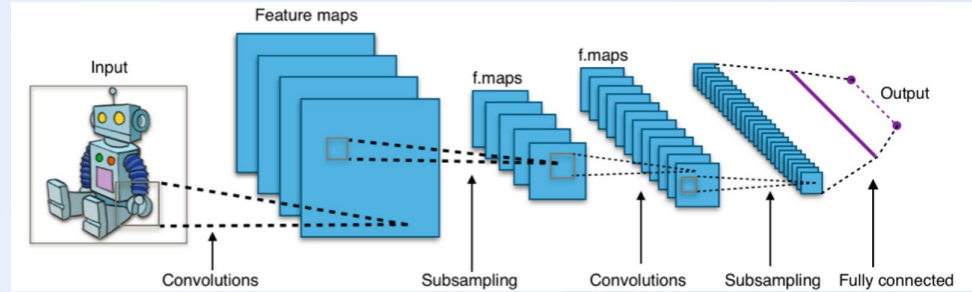 Feature maps
Input
f.maps
f.maps
Output
Convolutions
Subsampling
Convolutions
Subsampling
Fully connected